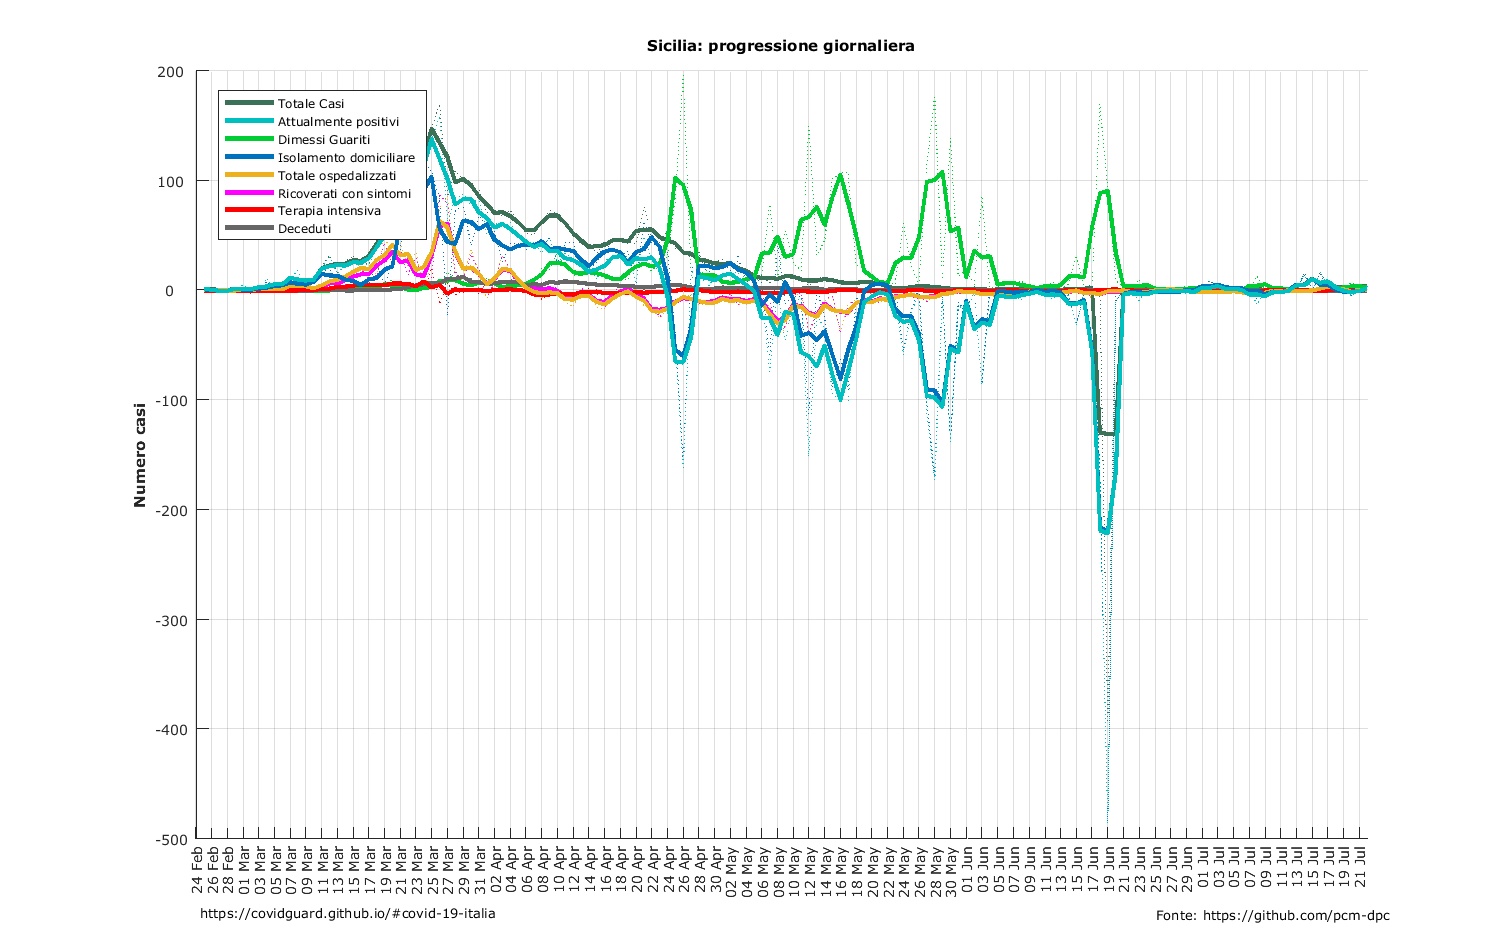 Sicilia: progressione giornaliera
200
100
0
-100
-200
-300
-400
-500
Numero casi
Totale Casi
Attualmente positivi
Dimessi Guariti
Isolamento domiciliare
Totale ospedalizzati
Ricoverati con sintomi
Terapia intensiva
Deceduti
24 Feb
26 Feb
28 Feb
01 Mar
03 Mar
05 Mar
07 Mar
09 Mar
11 Mar
13 Mar
15 Mar
17 Mar
19 Mar
21 Mar
23 Mar
25 Mar
27 Mar
29 Mar
31 Mar
02 Apr
04 Apr
06 Apr
08 Apr
10 Apr
12 Apr
14 Apr
16 Apr
18 Apr
20 Apr
22 Apr
24 Apr
26 Apr
28 Apr
30 Apr
02 May
04 May
06 May
08 May
10 May
12 May
14 May
16 May
18 May
20 May
22 May
24 May
26 May
28 May
30 May
01 Jun
03 Jun
05 Jun
07 Jun
09 Jun
11 Jun
13 Jun
15 Jun
17 Jun
19 Jun
21 Jun
23 Jun
25 Jun
27 Jun
29 Jun
01 Jul
03 Jul
05 Jul
07 Jul
09 Jul
11 Jul
13 Jul
15 Jul
17 Jul
19 Jul
21 Jul
https://covidguard.github.io/#covid-19-italia
Fonte: https://github.com/pcm-dpc